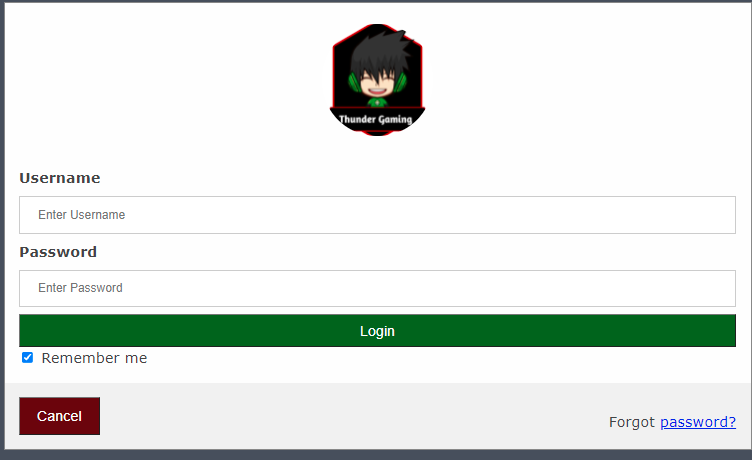 Thunder Gaming
Username
Enter Username
Password
Enter Password
Login
Remember me
Cancel
Forgot password?